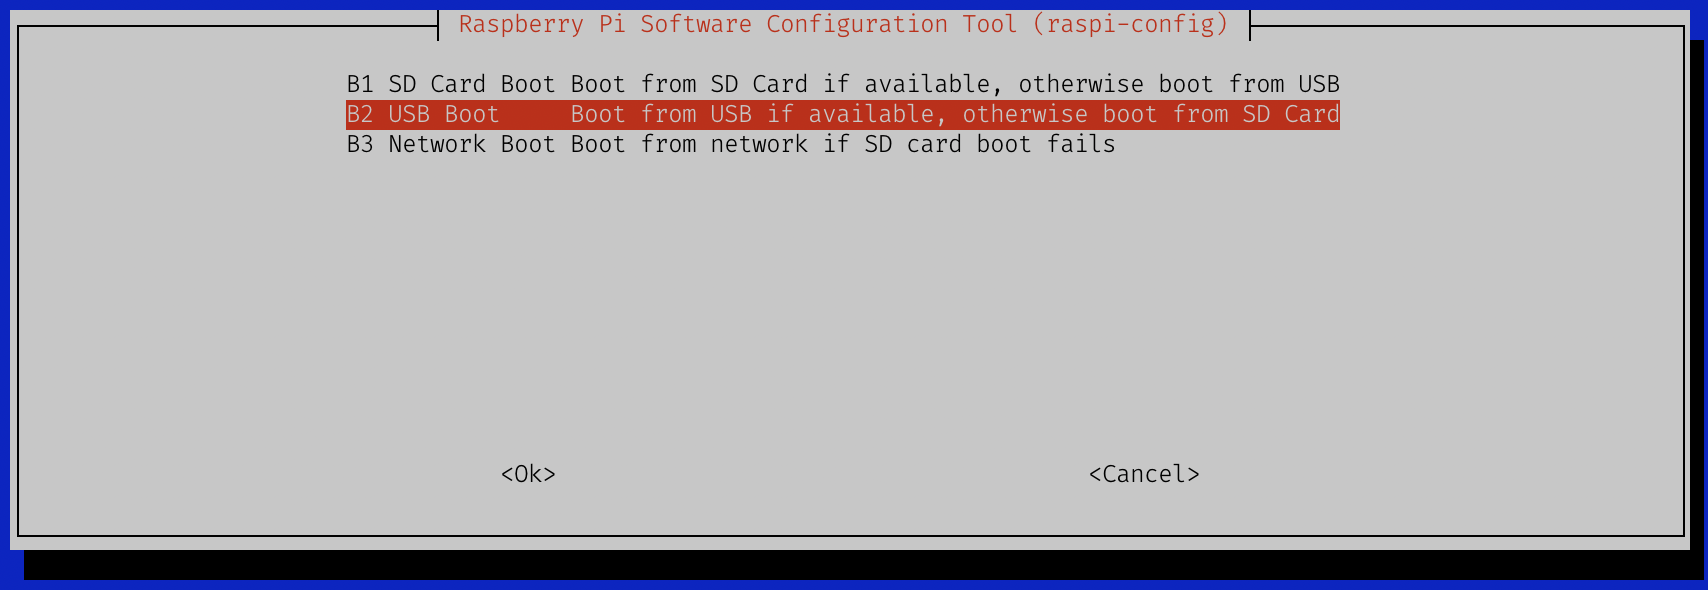 Raspberry Pi Software Configuration Tool (raspi-config)
B1 SD Card Boot Boot from SD Card if available, otherwise boot from USB
B2 USB Boot     Boot from USB if available, otherwise boot from SD Card
B3 Network Boot Boot from network if SD card boot fails
<Ok>                                      <Cancel>